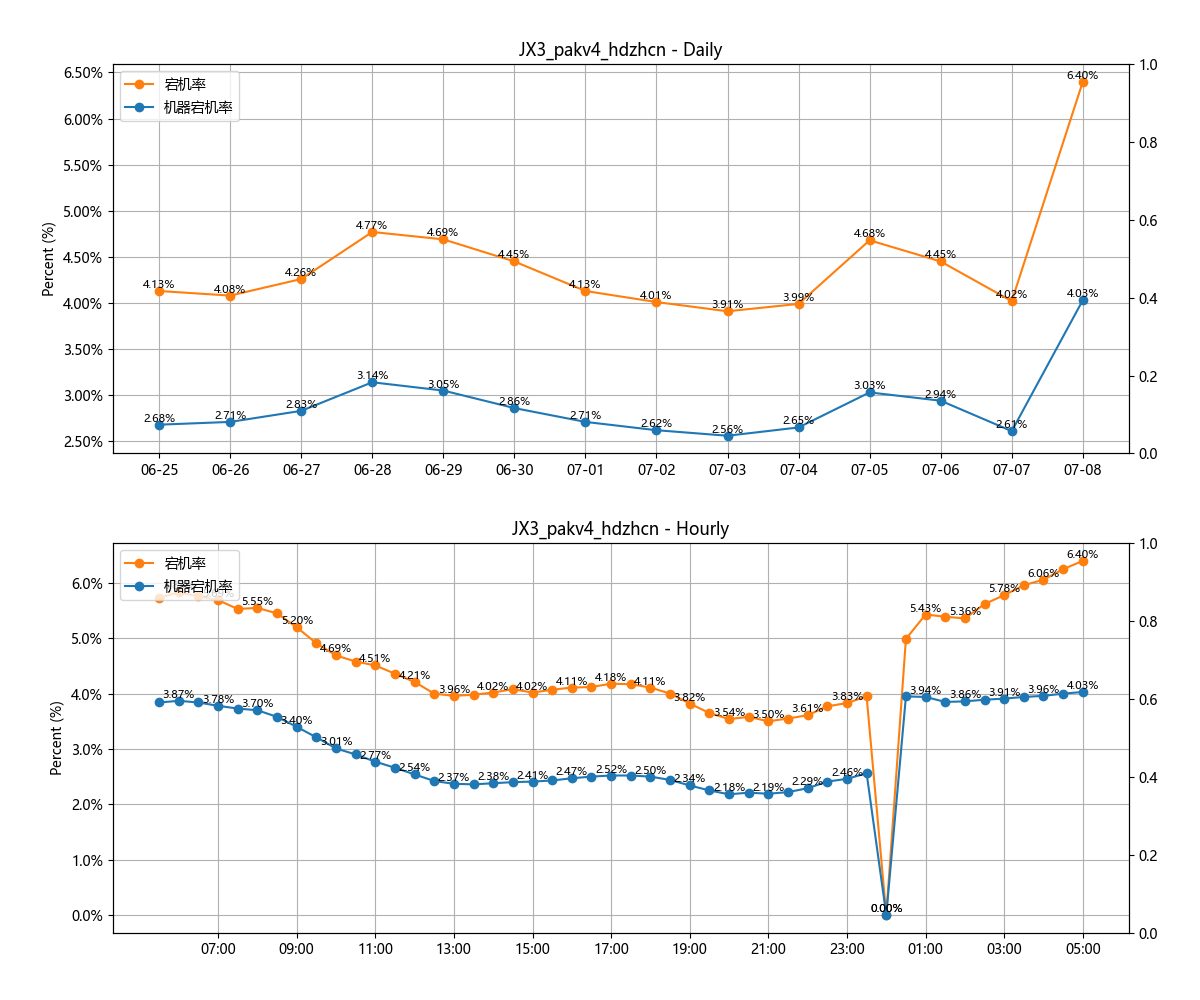 JX3_pakv4_hdzhcn - Daily
宕机率
机器宕机率
Percent (%)
6.50%
6.00%
5.50%
5.00%
4.50%
4.00%
3.50%
3.00%
2.50%
1.0
0.8
0.6
0.4
0.2
0.0
4.13% 4.08% 4.26% 4.77% 4.69% 4.45% 4.13% 4.01% 3.91% 3.99% 4.68% 4.45% 4.02% 6.40%
2.68% 2.71% 2.83% 3.14% 3.05% 2.86% 2.71% 2.62% 2.56% 2.65% 3.03% 2.94% 2.61% 4.03%
06-25 06-26 06-27 06-28 06-29 06-30 07-01 07-02 07-03 07-04 07-05 07-06 07-07 07-08
JX3_pakv4_hdzhcn - Hourly
宕机率
机器宕机率
Percent (%)
6.0%
5.0%
4.0%
3.0%
2.0%
1.0%
0.0%
1.0
0.8
0.6
0.4
0.2
0.0
5.55% 5.20% 4.69% 4.51% 4.21% 3.96% 4.02% 4.02% 4.11% 4.18% 4.11% 3.82% 3.54% 3.50% 3.61% 3.83% 0.00% 5.43% 5.36% 5.78% 6.06% 6.40%
3.87% 3.78% 3.70% 3.40% 3.01% 2.77% 2.54% 2.37% 2.38% 2.41% 2.47% 2.52% 2.50% 2.34% 2.18% 2.19% 2.29% 2.46% 0.00% 3.94% 3.86% 3.91% 3.96% 4.03%
07:00 09:00 11:00 13:00 15:00 17:00 19:00 21:00 23:00 01:00 03:00 05:00